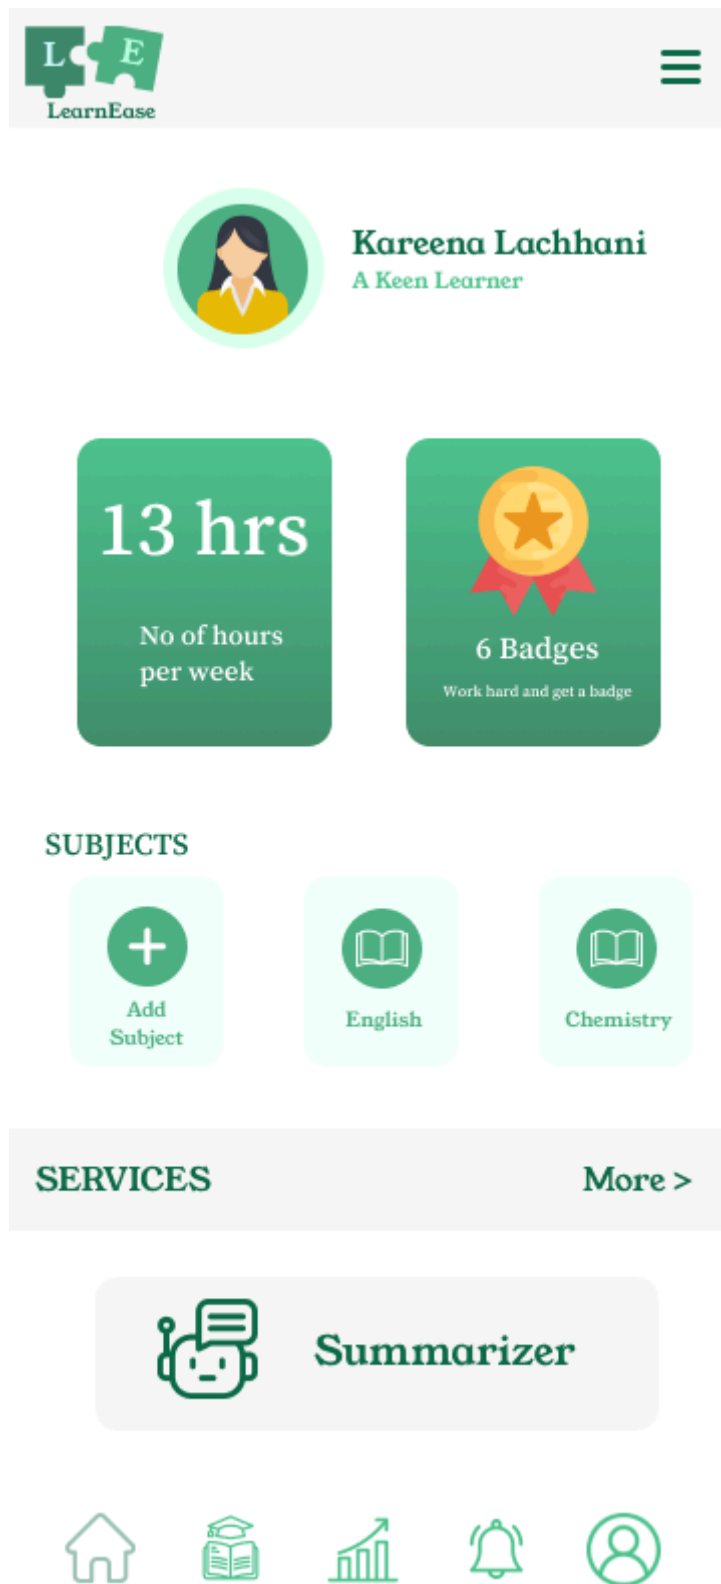 L E
LearnEase
Kareena Lachhani
A Keen Learner
13 hrs
No of hours
per week
6 Badges
Work hard and get a badge
SUBJECTS
Add
Subject
English
Chemistry
SERVICES
More >
Summarizer